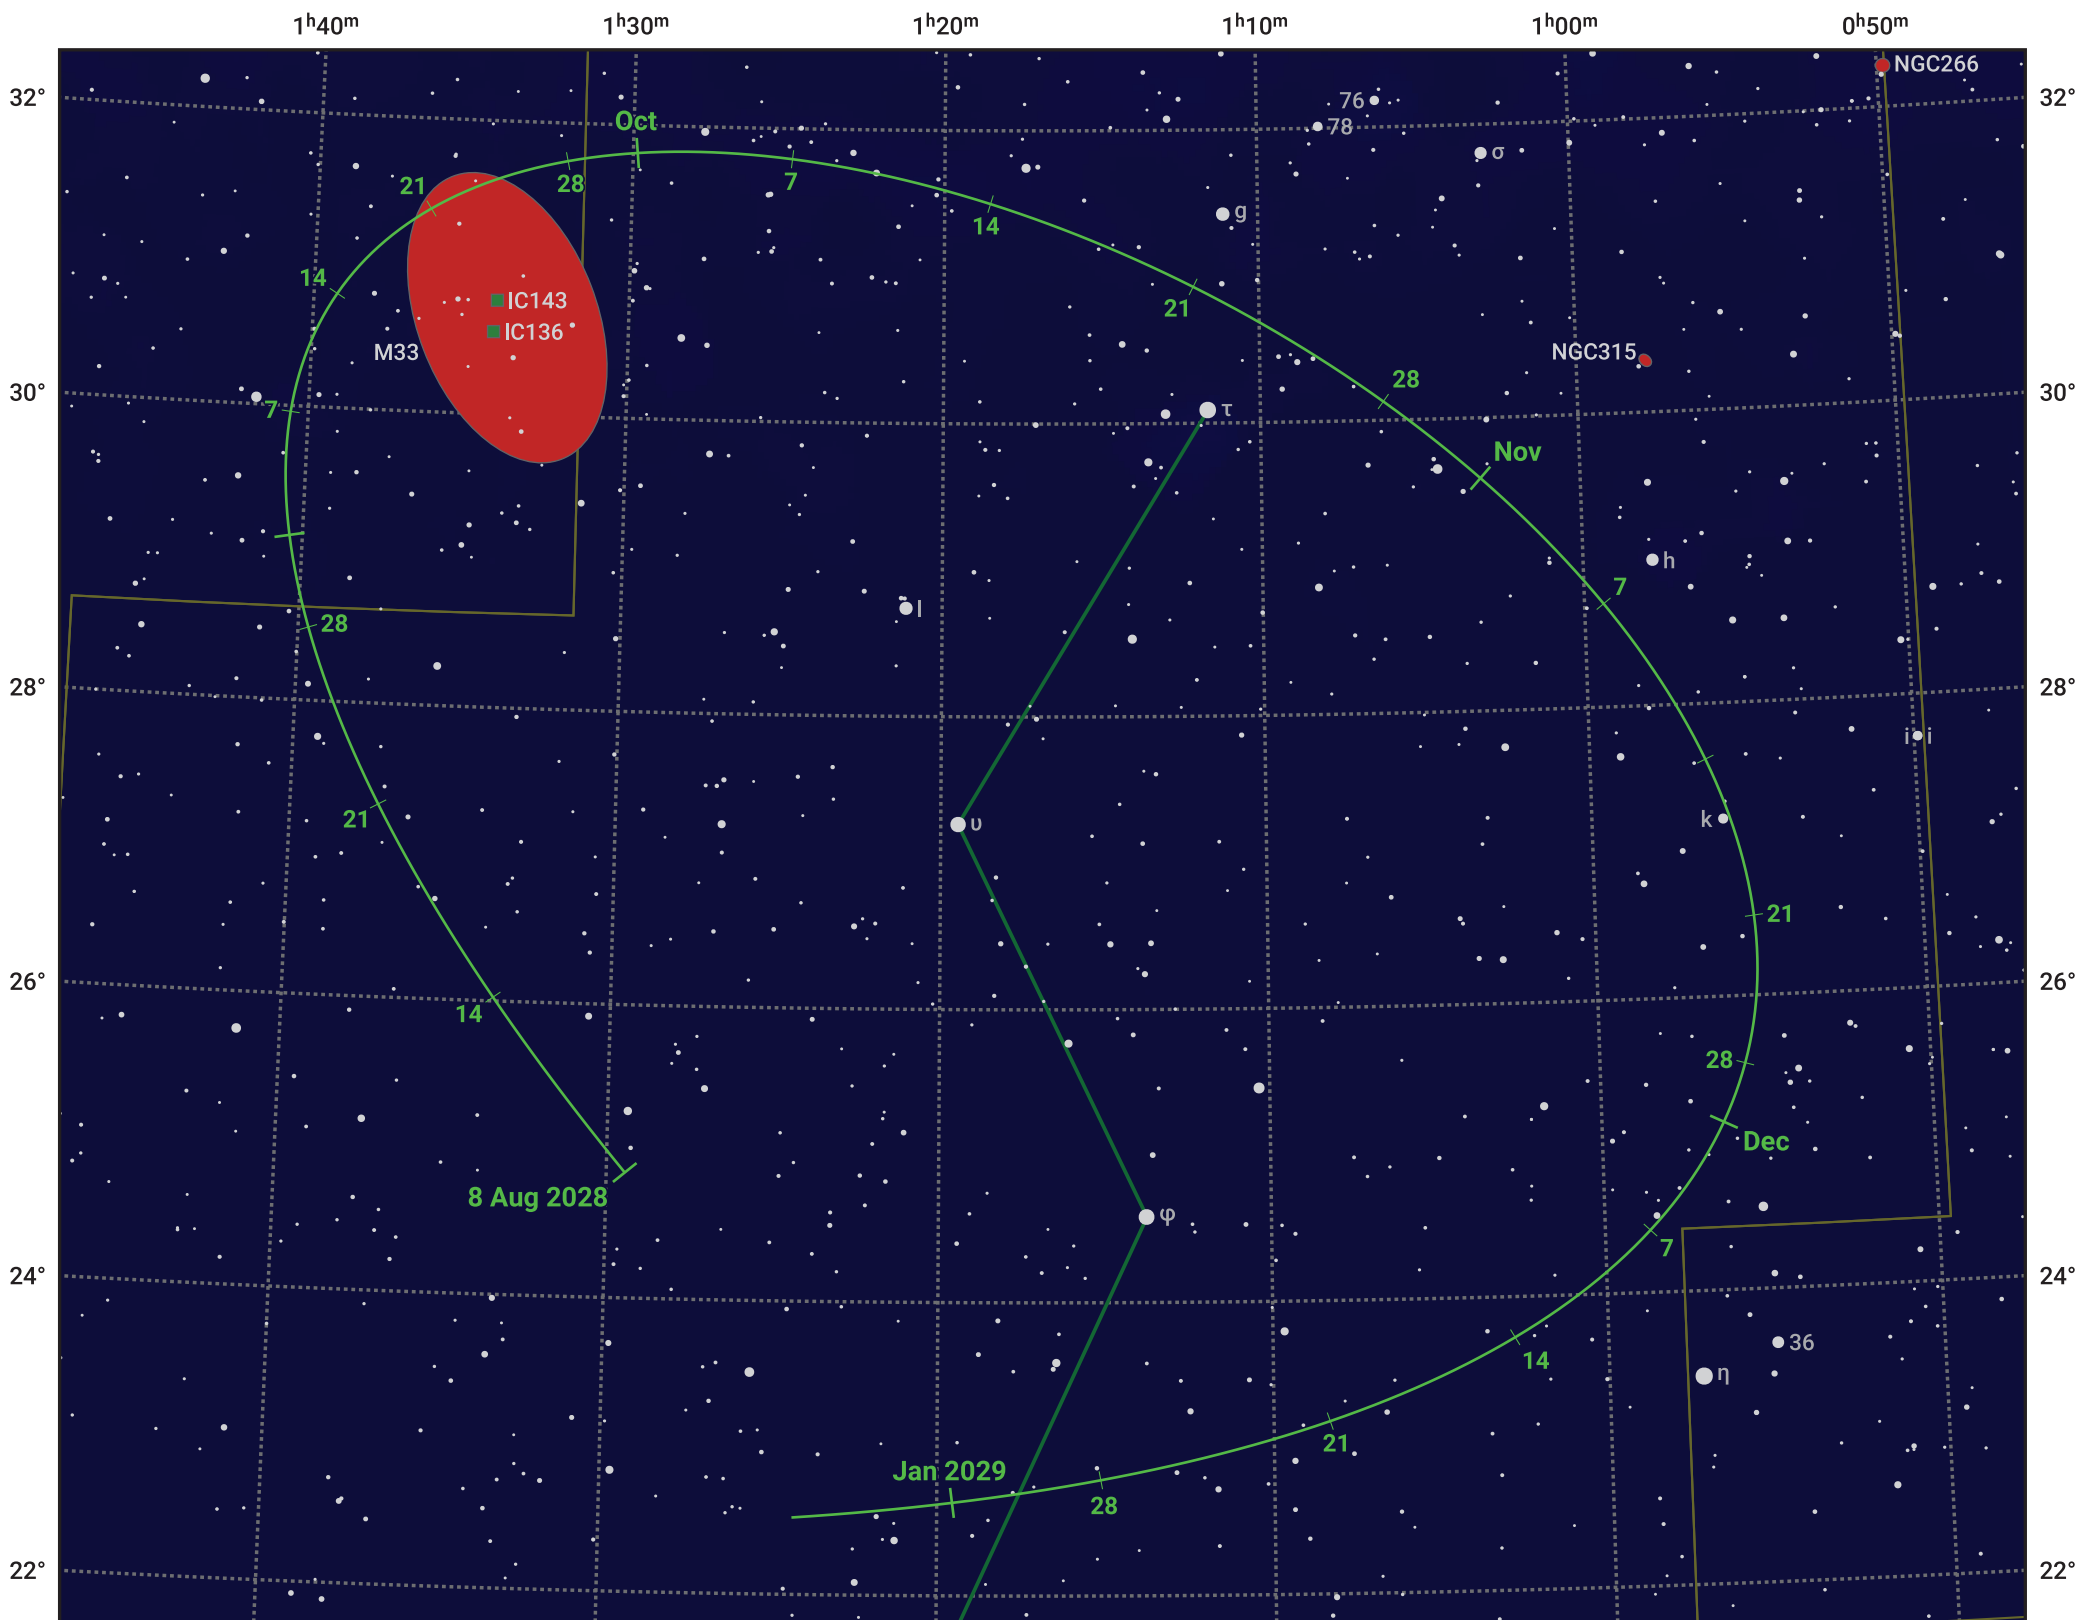 1ʰ40ᵐ 1ʰ30ᵐ 1ʰ20ᵐ 1ʰ10ᵐ 1ʰ00ᵐ 0ʰ50ᵐ
NGC266
32° 32°
76
Oct 78
σ
7
21 28
g
14
14
IC143 21
IC136
M33 NGC315
28
30° 30°
7 τ
Nov
h
7
l
28
28° 28°
i i
21 υ k
21
26° 26°
14
28
Dec
8 Aug 2028
φ
7
24° 24°
36
14
η
21
Jan 2029
28
22° 22°